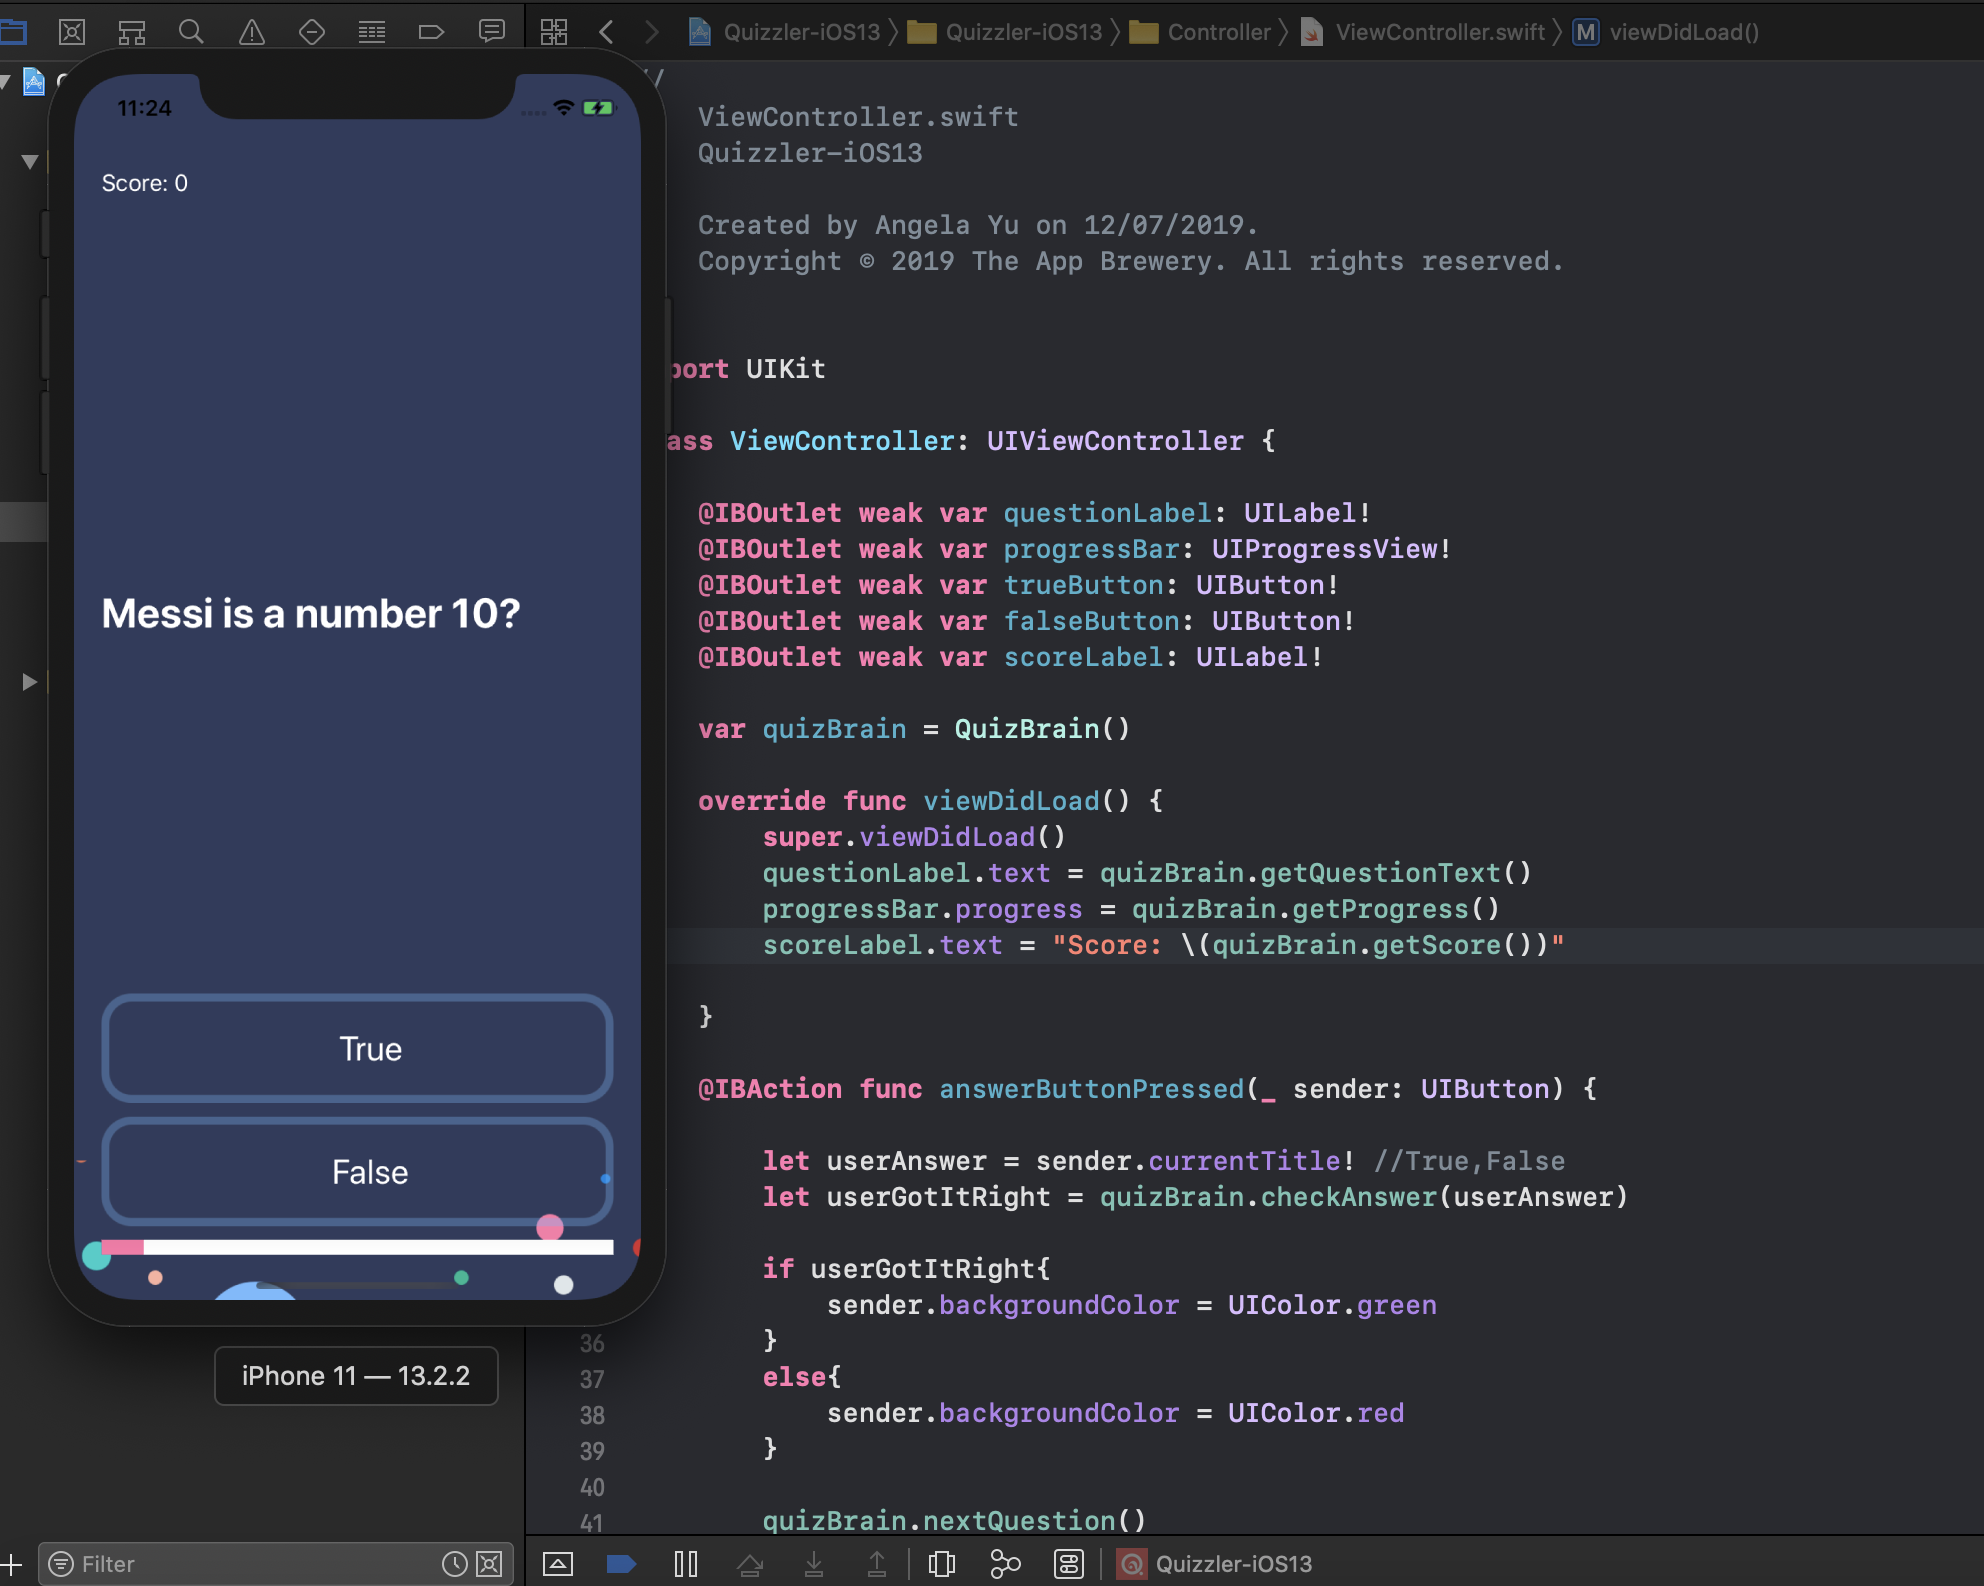 Quizzler-iOS13 Quizzler-iOS13 Controller ViewController.swift M viewDidLoad()
11:24
Score: 0
Messi is a number 10?
True
False
iPhone 11 — 13.2.2
Filter
//
ViewController.swift
Quizzler-iOS13
Created by Angela Yu on 12/07/2019.
Copyright © 2019 The App Brewery. All rights reserved.
port UIKit
ass ViewController: UIViewController {
@IBOutlet weak var questionLabel: UILabel!
@IBOutlet weak var progressBar: UIProgressView!
@IBOutlet weak var trueButton: UIButton!
@IBOutlet weak var falseButton: UIButton!
@IBOutlet weak var scoreLabel: UILabel!
var quizBrain = QuizBrain()
override func viewDidLoad() {
super.viewDidLoad()
questionLabel.text = quizBrain.getQuestionText()
progressBar.progress = quizBrain.getProgress()
scoreLabel.text = "Score: \(quizBrain.getScore())"
}
@IBAction func answerButtonPressed(_ sender: UIButton) {
let userAnswer = sender.currentTitle! //True,False
let userGotItRight = quizBrain.checkAnswer(userAnswer)
if userGotItRight{
sender.backgroundColor = UIColor.green
36 }
37 else{
38 sender.backgroundColor = UIColor.red
39 }
40
41 quizBrain.nextQuestion()
Quizzler-iOS13